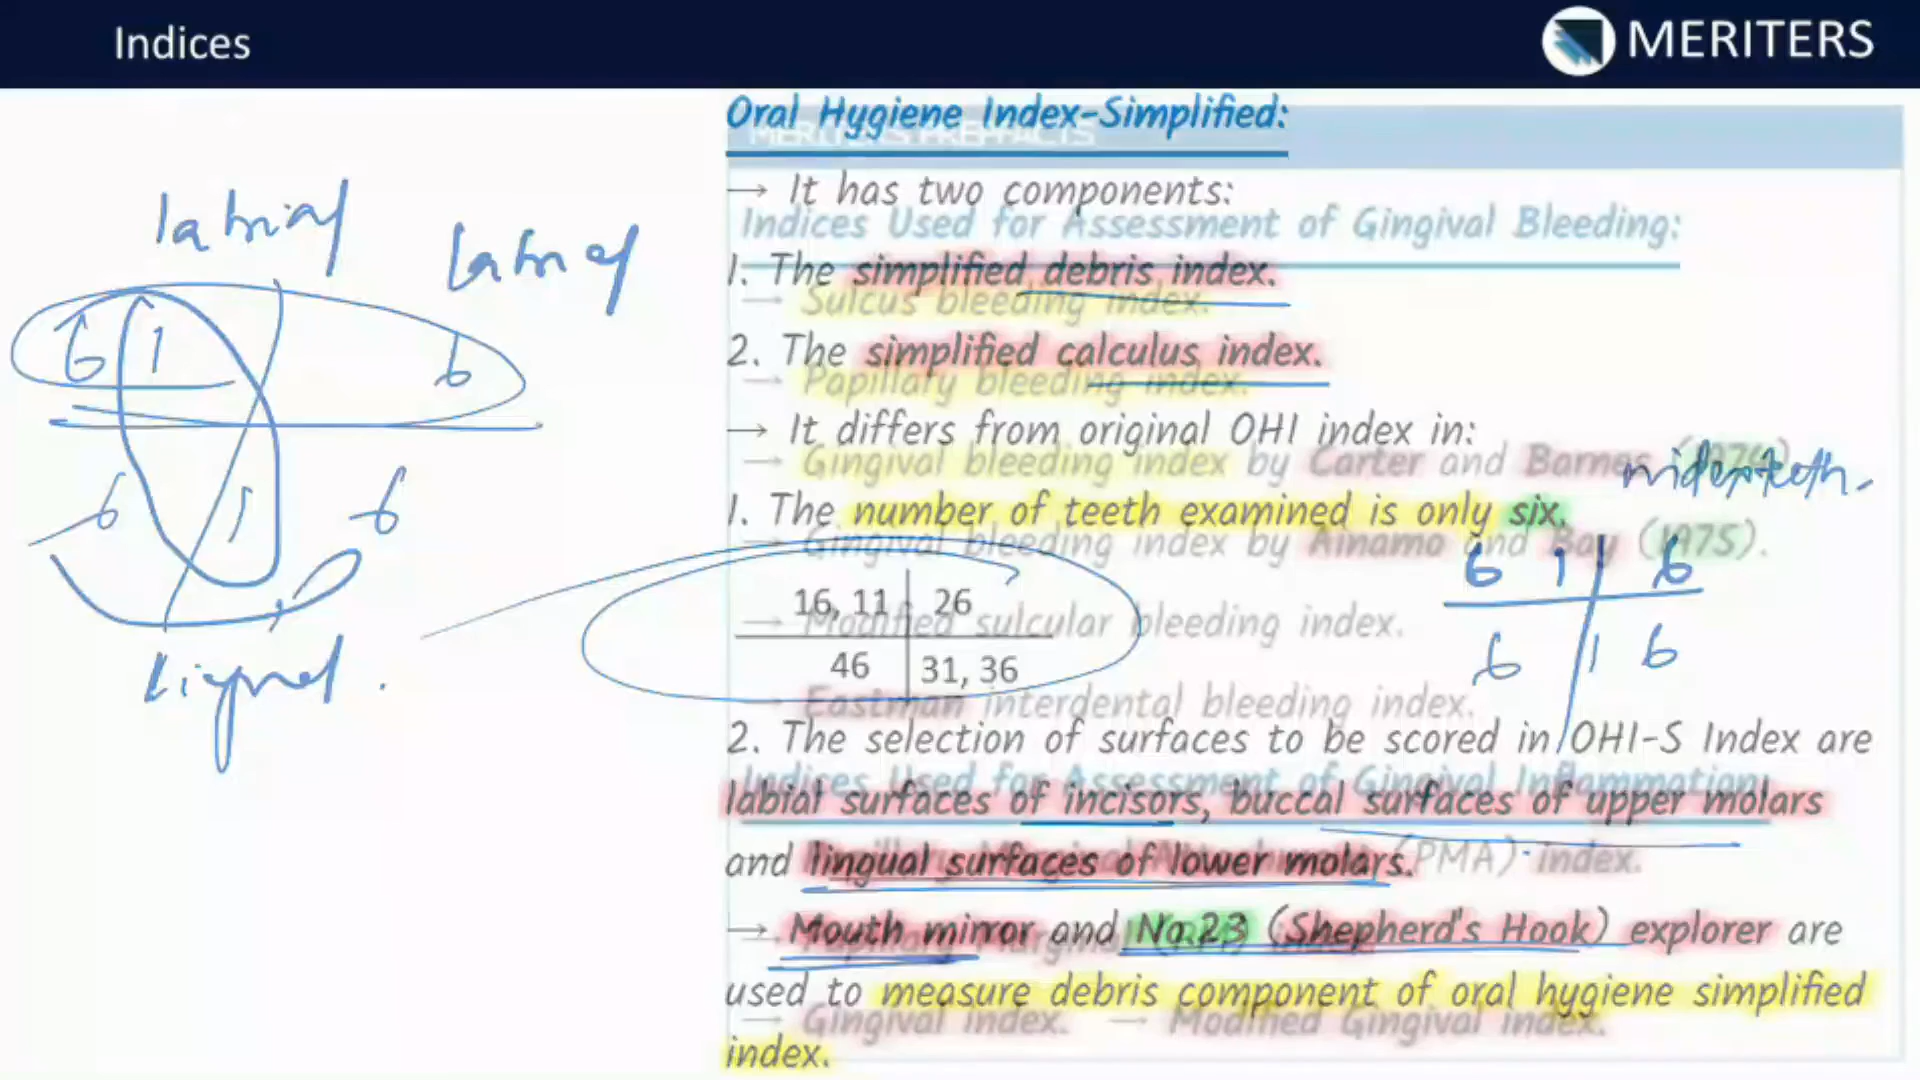 Indices
MERITERS
Oral Hygiene Index-Simplified:
MERITERS PREPFACTS
→ It has two components:
Indices Used for Assessment of Gingival Bleeding:
1. The simplified debris index.
→ Sulcus bleeding index.
2. The simplified calculus index.
→ Papillary bleeding index.
→ It differs from original OHI index in:
→ Gingival bleeding index by Carter and Barnes
1. The number of teeth examined is only six.
→ Gingival bleeding index by Ainamo and Bay (1975).
16, 11 26
→ Modified sulcular bleeding index.
46 31, 36
→ Eastman interdental bleeding index.
2. The selection of surfaces to be scored in OHI-S Index are
Indices Used for Assessment of Gingival Inflammation:
labial surfaces of incisors, buccal surfaces of upper molars
and lingual surfaces of lower molars.
(PMA) index.
→ Mouth mirror and No.23 (Shepherd's Hook) explorer are
used to measure debris component of oral hygiene simplified
→ Gingival index. → Modified Gingival index.
index.
labial
labial
6 1 6
6 1 6
6 1 6
6 1 6